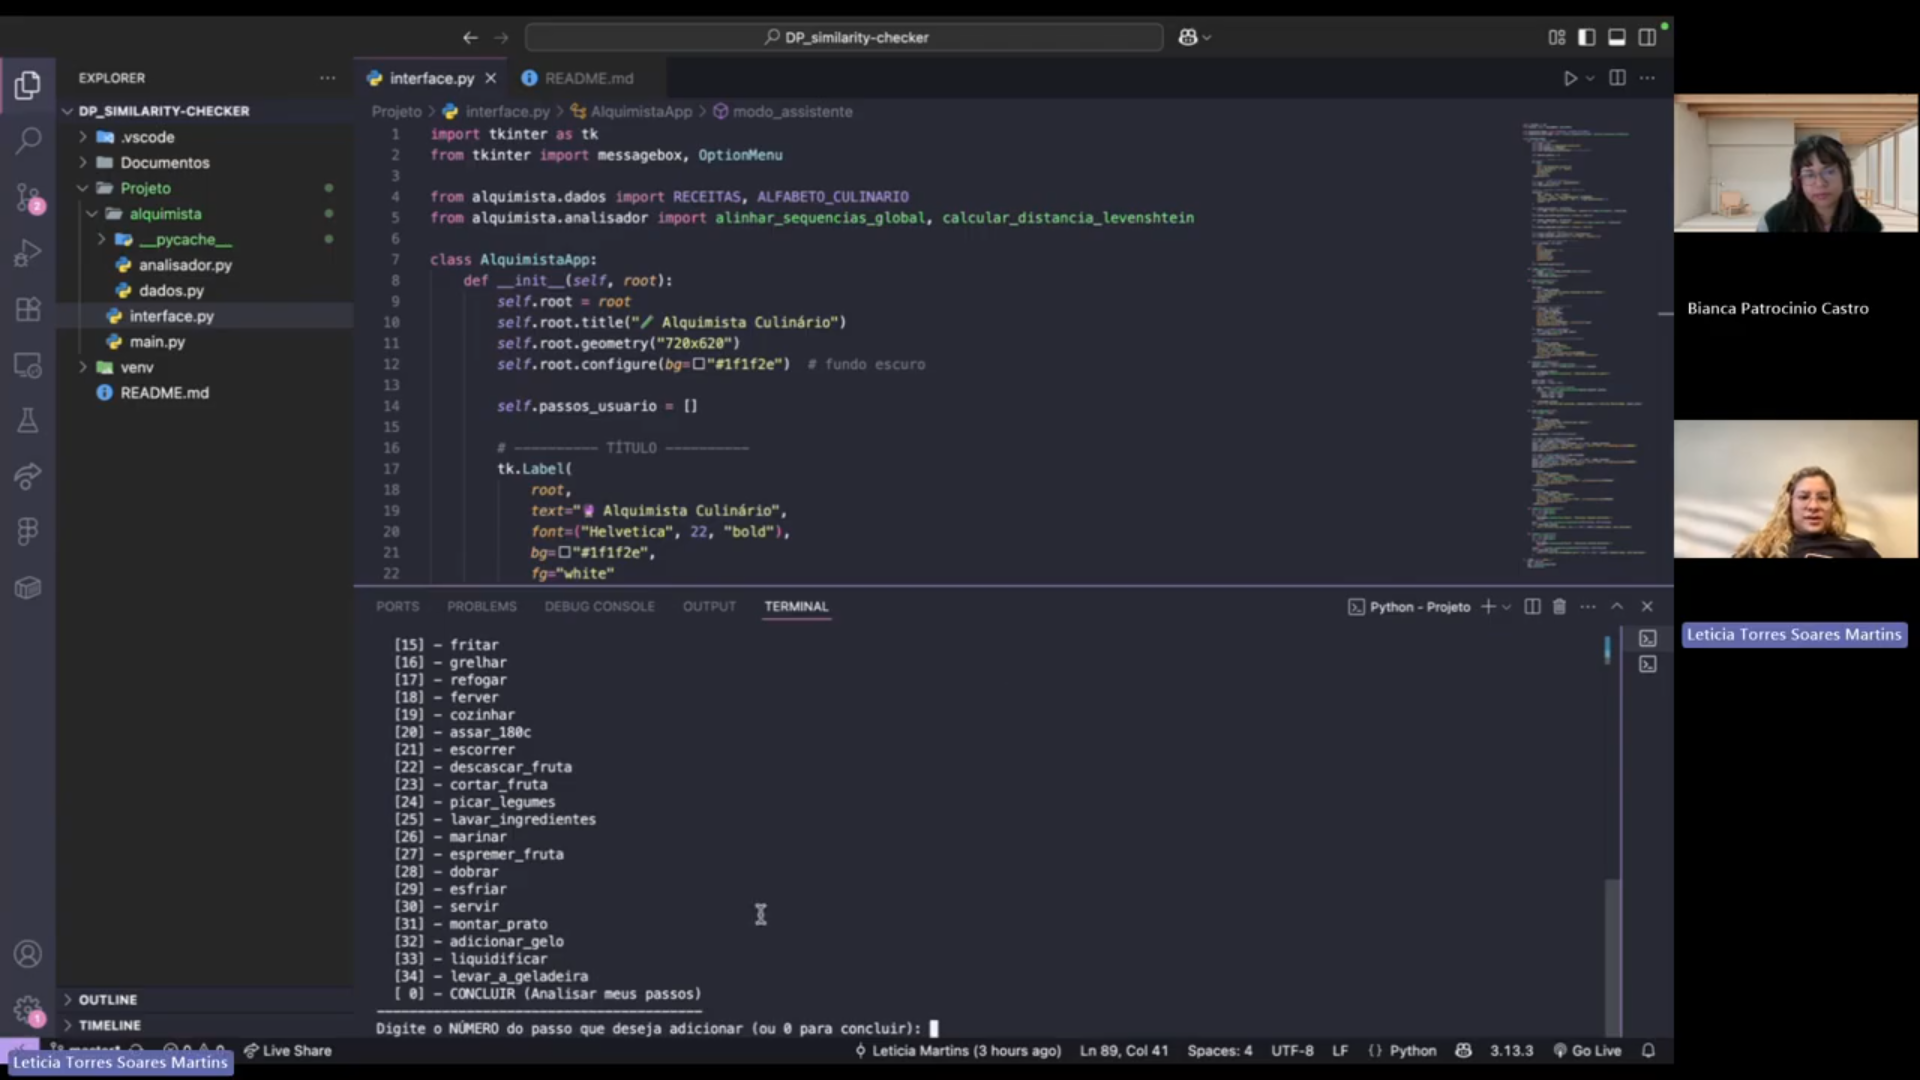 DP_similarity-checker
EXPLORER
DP_SIMILARITY-CHECKER
.vscode
Documentos
Projeto
alquimista
__pycache__
analisador.py
dados.py
interface.py
main.py
venv
README.md
OUTLINE
TIMELINE
interface.py
README.md
Projeto > interface.py > AlquimistaApp > modo_assistente
1 import tkinter as tk
2 from tkinter import messagebox, OptionMenu
3
4 from alquimista.dados import RECEITAS, ALFABETO_CULINARIO
5 from alquimista.analisador import alinhar_sequencias_global, calcular_distancia_levenshtein
6
7 class AlquimistaApp:
8 def __init__(self, root):
9 self.root = root
10 self.root.title("🧪 Alquimista Culinário")
11 self.root.geometry("720x620")
12 self.root.configure(bg="#1f1f2e") # fundo escuro
13
14 self.passos_usuario = []
15
16 # ---------- TÍTULO ----------
17 tk.Label(
18 root,
19 text="🔮 Alquimista Culinário",
20 font=("Helvetica", 22, "bold"),
21 bg="#1f1f2e",
22 fg="white"
PORTS PROBLEMS DEBUG CONSOLE OUTPUT TERMINAL
Python - Projeto
[15] - fritar
[16] - grelhar
[17] - refogar
[18] - ferver
[19] - cozinhar
[20] - assar_180c
[21] - escorrer
[22] - descascar_fruta
[23] - cortar_fruta
[24] - picar_legumes
[25] - lavar_ingredientes
[26] - marinar
[27] - espremer_fruta
[28] - dobrar
[29] - esfriar
[30] - servir
[31] - montar_prato
[32] - adicionar_gelo
[33] - liquidificar
[34] - levar_a_geladeira
[ 0] - CONCLUIR (Analisar meus passos)
Digite o NÚMERO do passo que deseja adicionar (ou 0 para concluir):
Live Share
Leticia Martins (3 hours ago) Ln 89, Col 41 Spaces: 4 UTF-8 LF {} Python 3.13.3 Go Live
Leticia Torres Soares Martins
Bianca Patrocinio Castro
Leticia Torres Soares Martins